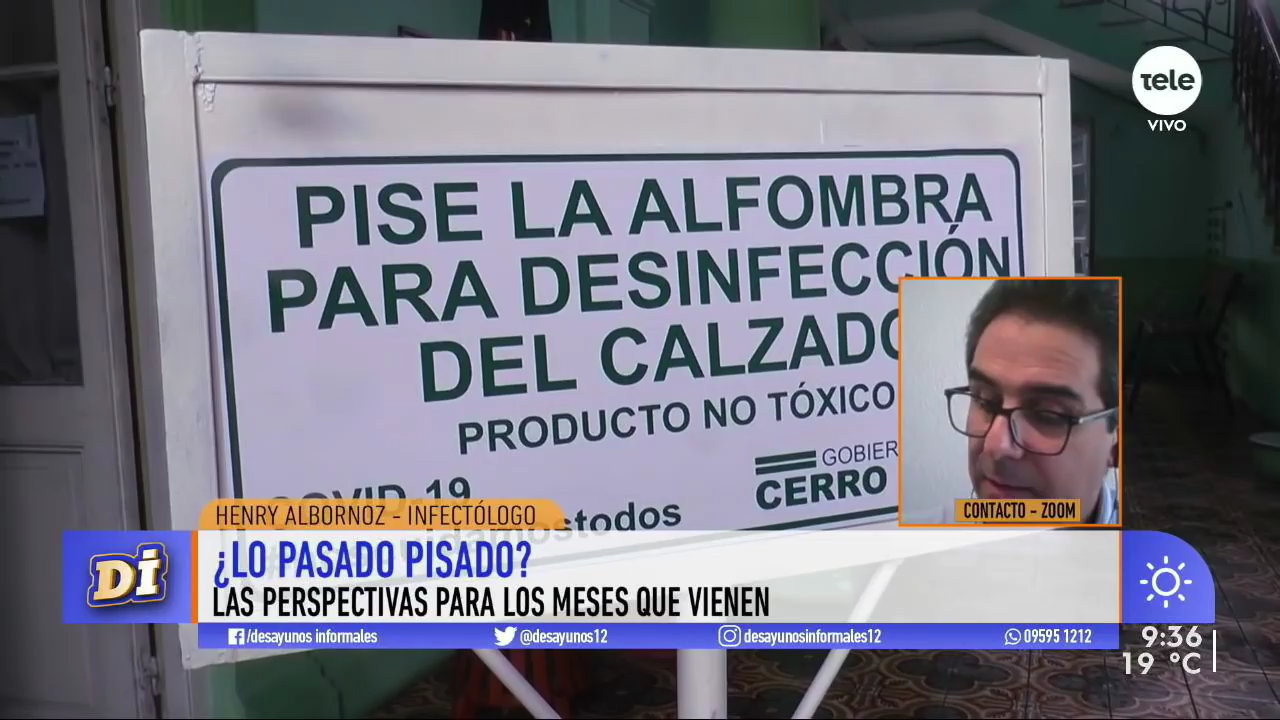 tele
VIVO
PISE LA ALFOMBRA
PARA DESINFECCIÓN
DEL CALZADO
PRODUCTO NO TÓXICO
GOBIER
CERRO
COVID-19
CONTACTO - ZOOM
HENRY ALBORNOZ - INFECTÓLOGO
DI
¿LO PASADO PISADO?
LAS PERSPECTIVAS PARA LOS MESES QUE VIENEN
/desayunos informales
@desayunos12
desayunosinformales12
09595 1212
9:36
19 °C